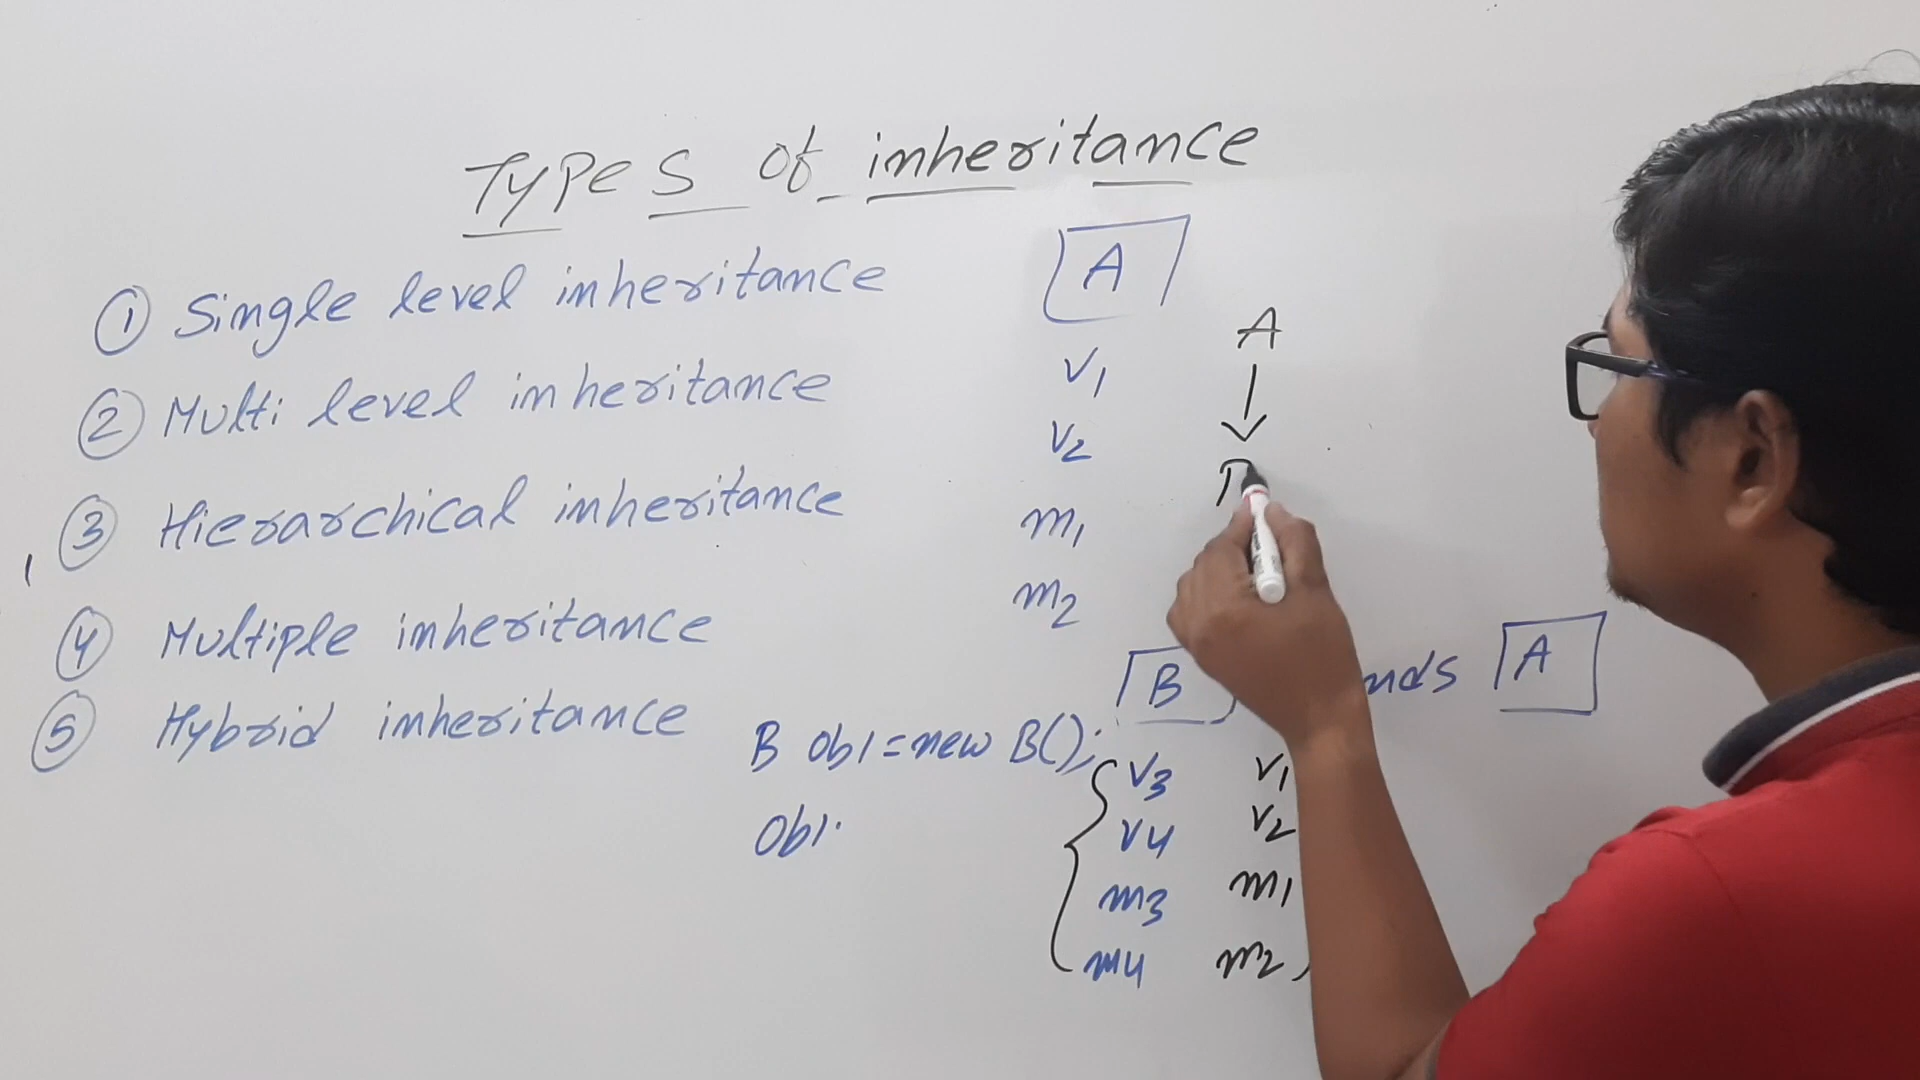 Types of inheritance
① Single level inheritance
② Multi level inheritance
③ Hierarchical inheritance
④ Multiple inheritance
⑤ Hybrid inheritance
A
V1
V2
m1
m2
A
B
A
B ob1 = new B();
ob1.
V3 V1
V4 V2
m3 m1
m4 m2